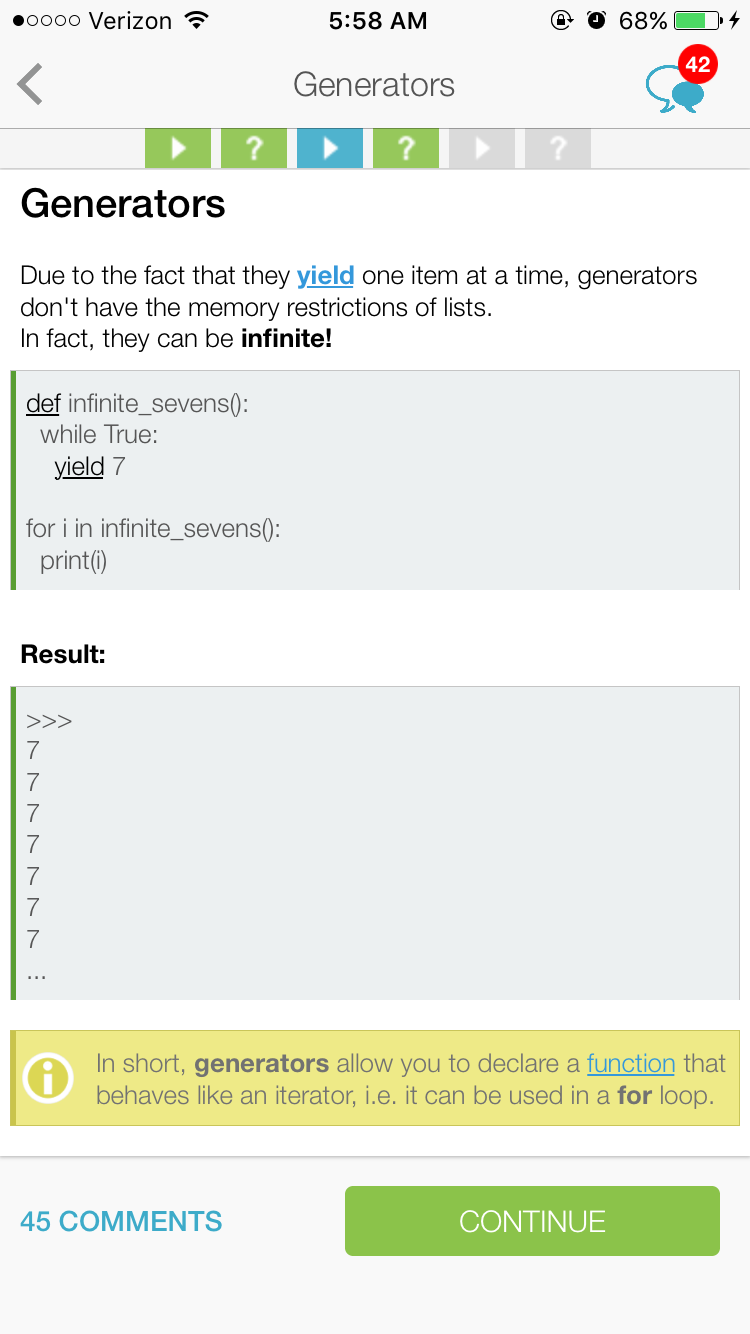 Verizon 5:58 AM 68%
Generators
42
? ? ?
Generators
Due to the fact that they yield one item at a time, generators
don't have the memory restrictions of lists.
In fact, they can be infinite!
def infinite_sevens():
  while True:
    yield 7

for i in infinite_sevens():
  print(i)
Result:
>>>
7
7
7
7
7
7
7
...
In short, generators allow you to declare a function that
behaves like an iterator, i.e. it can be used in a for loop.
45 COMMENTS
CONTINUE